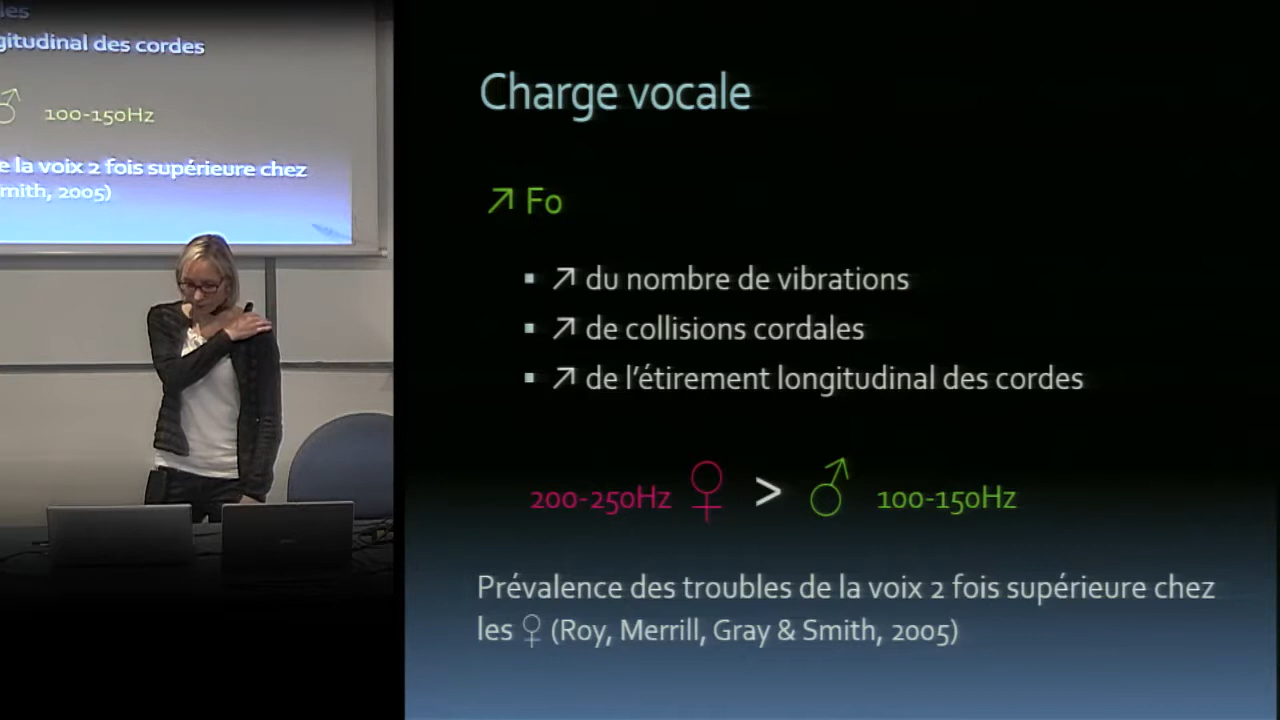 les
gitudinal des cordes
♂ 100-150Hz
e la voix 2 fois supérieure chez
mith, 2005)
Charge vocale
↗ F0
▪ ↗ du nombre de vibrations
▪ ↗ de collisions cordales
▪ ↗ de l'étirement longitudinal des cordes
200-250Hz ♀ > ♂ 100-150Hz
Prévalence des troubles de la voix 2 fois supérieure chez
les ♀ (Roy, Merrill, Gray & Smith, 2005)